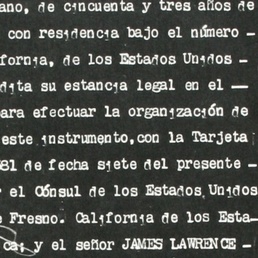 ano, de cincuenta y tres años de
con residencia bajo el número -
fornia, de los Estados Unidos -
dita su estancia legal en el --
ara efectuar la organización de
este instrumento, con la Tarjeta
81 de fecha siete del presente -
r el Cónsul de los Estados Unidos
e Fresno. California de los Esta-
ca; y el señor JAMES LAWRENCE -